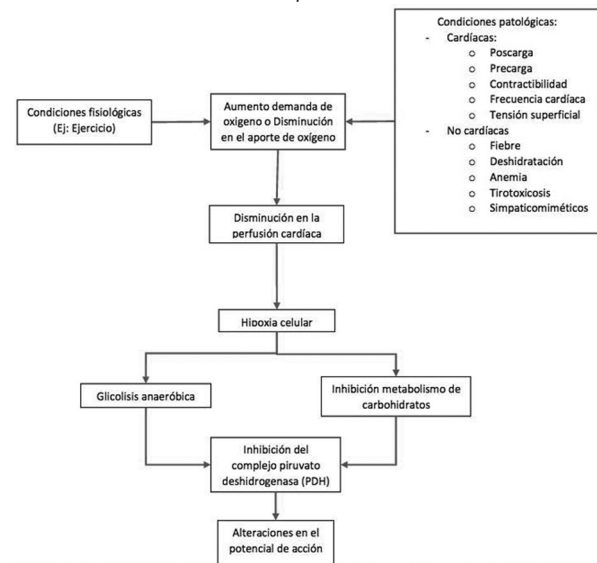 Condiciones patológicas:
- Cardíacas:
o Poscarga
o Precarga
o Contractibilidad
o Frecuencia cardíaca
o Tensión superficial
- No cardíacas
o Fiebre
o Deshidratación
o Anemia
o Tirotoxicosis
o Simpaticomiméticos
Condiciones fisiológicas
(Ej: Ejercicio)
Aumento demanda de
oxigeno o Disminución
en el aporte de oxígeno
Disminución en la
perfusión cardíaca
Hipoxia celular
Glicolisis anaeróbica
Inhibición metabolismo de
carbohidratos
Inhibición del
complejo piruvato
deshidrogenasa (PDH)
Alteraciones en el
potencial de acción